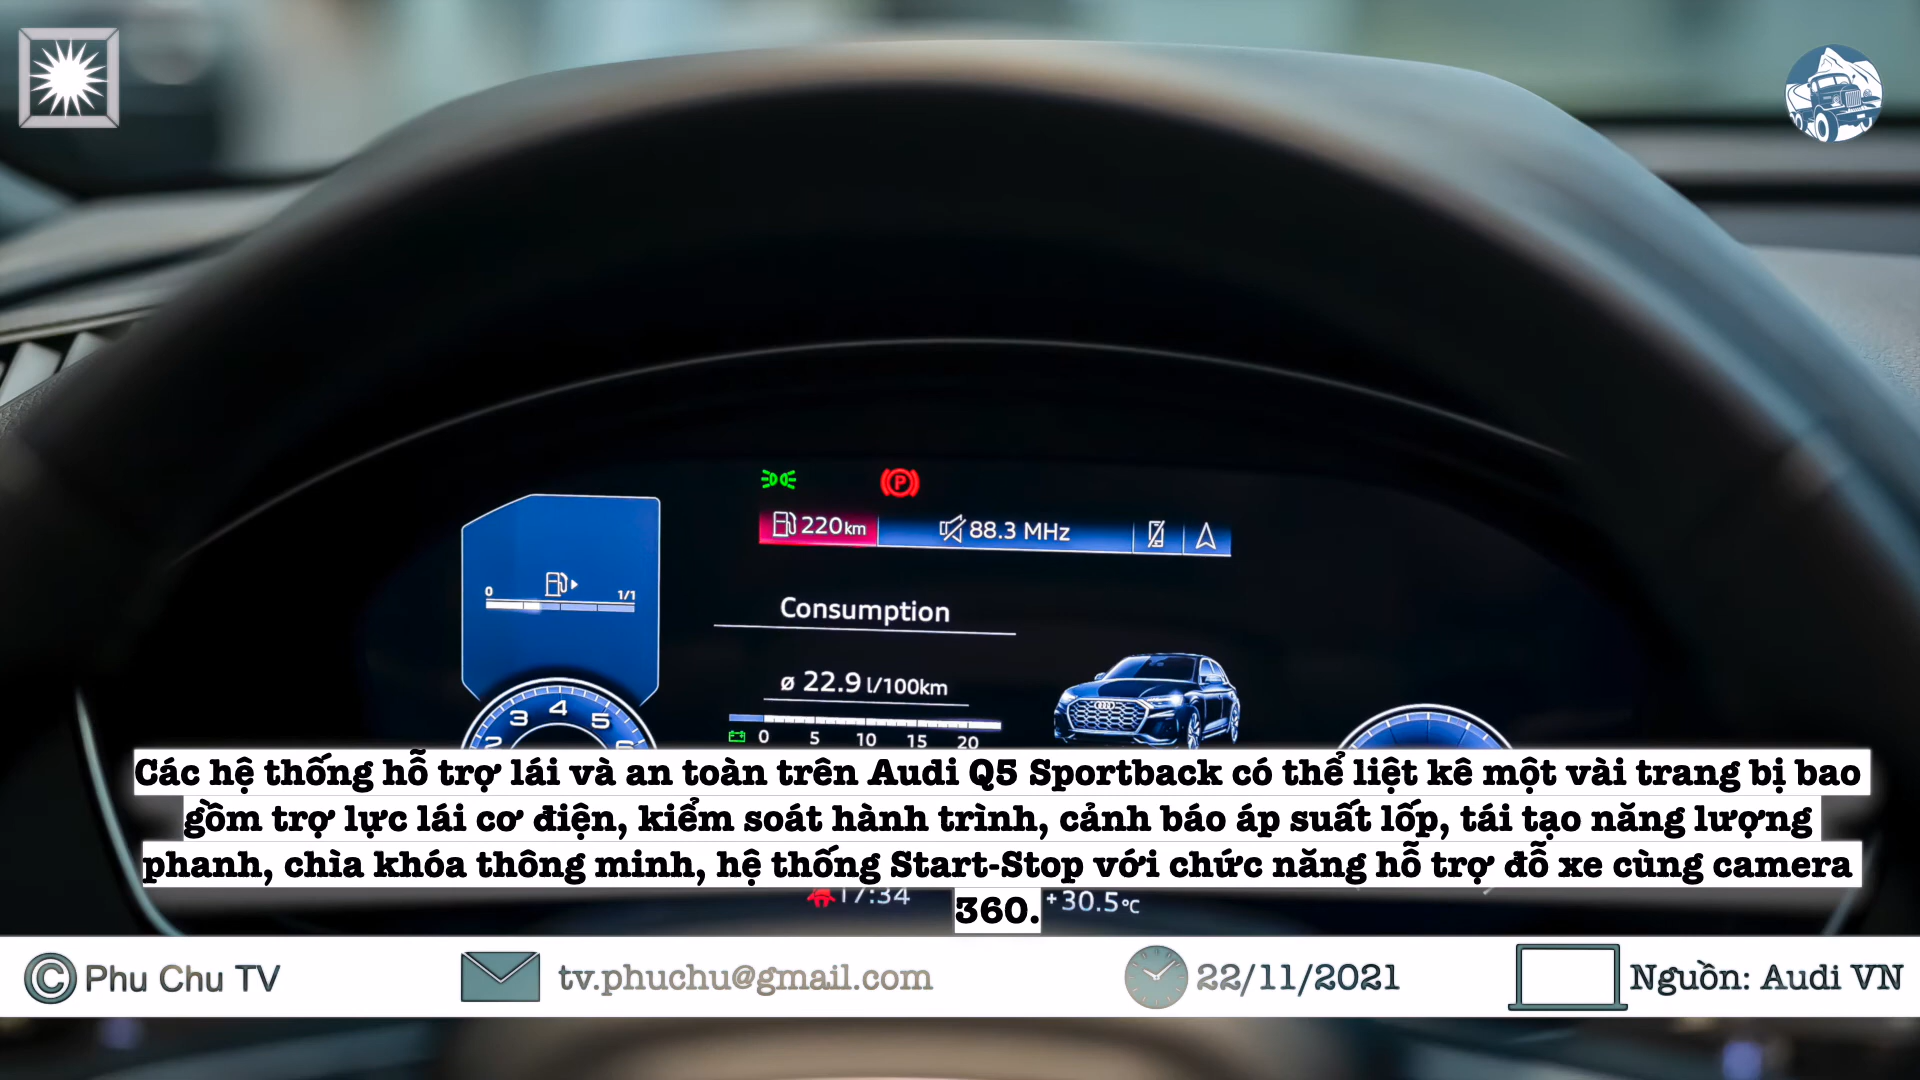 220 km
88.3 MHz
0 1/1
Consumption
ø 22.9 l/100km
2 3 4 5 6
0 5 10 15 20
Các hệ thống hỗ trợ lái và an toàn trên Audi Q5 Sportback có thể liệt kê một vài trang bị bao
gồm trợ lực lái cơ điện, kiểm soát hành trình, cảnh báo áp suất lốp, tái tạo năng lượng
phanh, chìa khóa thông minh, hệ thống Start-Stop với chức năng hỗ trợ đỗ xe cùng camera
360.
17:34
+30.5°C
© Phu Chu TV
tv.phuchu@gmail.com
22/11/2021
Nguồn: Audi VN